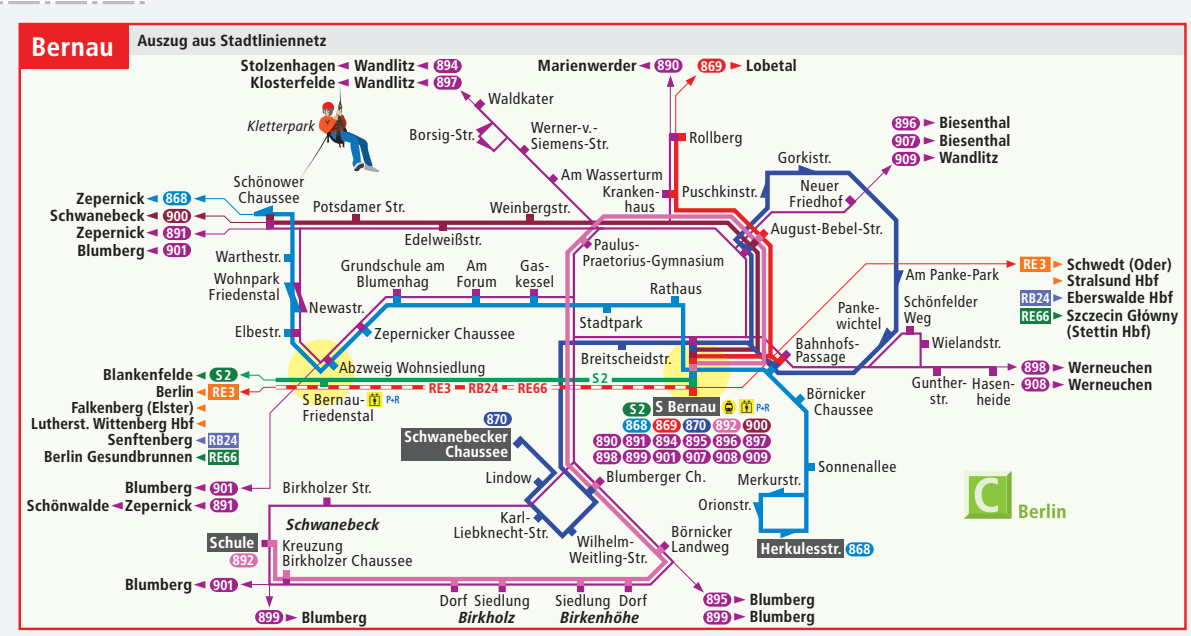 Bernau
Auszug aus Stadtliniennetz
Stolzenhagen Wandlitz 894
Klosterfelde Wandlitz 897
Marienwerder 890
869 Lobetal
Kletterpark
Waldkater
Borsig-Str.
Werner-v.-
Siemens-Str.
Am Wasserturm
Rollberg
896 Biesenthal
907 Biesenthal
909 Wandlitz
Gorkistr.
Neuer
Friedhof
Kranken-
haus
Puschkinstr.
August-Bebel-Str.
Schönower
Chaussee
Zepernick 868
Schwanebeck 900
Zepernick 891
Blumberg 901
Potsdamer Str.
Weinbergstr.
Edelweißstr.
Paulus-
Praetorius-Gymnasium
Warthestr.
Wohnpark
Friedenstal
Newastr.
Elbestr.
Grundschule am
Blumenhag
Am
Forum
Gas-
kessel
Rathaus
Stadtpark
Zepernicker Chaussee
Abzweig Wohnsiedlung
Breitscheidstr.
Am Panke-Park
Panke-
wichtel
Schönfelder
Weg
Wielandstr.
Bahnhofs-
Passage
Gunther-
str.
Hasen-
heide
RE3 Schwedt (Oder)
Stralsund Hbf
RB24 Eberswalde Hbf
RE66 Szczecin Główny
(Stettin Hbf)
898 Werneuchen
908 Werneuchen
Blankenfelde S2
Berlin RE3
Falkenberg (Elster)
Lutherst. Wittenberg Hbf
Senftenberg RB24
Berlin Gesundbrunnen RE66
S2
RE3 RB24 RE66
S Bernau-
Friedenstal
P+R
S2 S Bernau P+R
868 869 870 892 900
890 891 894 895 896 897
898 899 901 907 908 909
870
Schwanebecker
Chaussee
Börnicker
Chaussee
Sonnenallee
Merkurstr.
Orionstr.
Herkulesstr. 868
C Berlin
Blumberg 901
Schönwalde Zepernick 891
Birkholzer Str.
Lindow
Blumberger Ch.
Karl-
Liebknecht-Str.
Wilhelm-
Weitling-Str.
Börnicker
Landweg
Schwanebeck
Schule
892
Kreuzung
Birkholzer Chaussee
Blumberg 901
899 Blumberg
Dorf Siedlung
Birkholz
Siedlung Dorf
Birkenhöhe
895 Blumberg
899 Blumberg